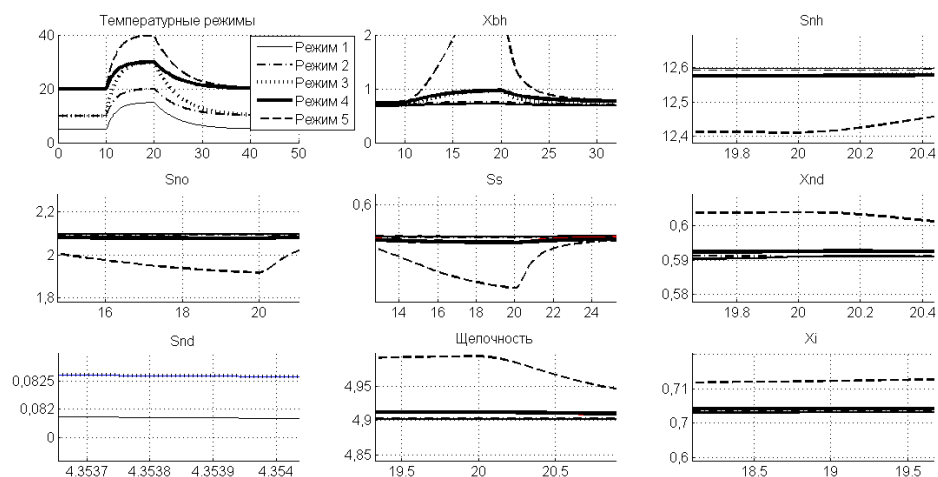 Температурные режимы
40
20
0
0 10 20 30 40 50
Режим 1
Режим 2
Режим 3
Режим 4
Режим 5
Xbh
2
1
0
10 15 20 25 30
Snh
12.6
12.5
12.4
19.8 20 20.2 20.4
Sno
2,2
2
1,8
16 18 20
Ss
0,6
14 16 18 20 22 24
Xnd
0,6
0,59
0,58
19.8 20 20.2 20.4
Snd
0,0825
0,082
0
4.3537 4.3538 4.3539 4.354
Щелочность
4,95
4,9
4,85
19.5 20 20.5
Xi
0,71
0,7
0,6
18.5 19 19.5